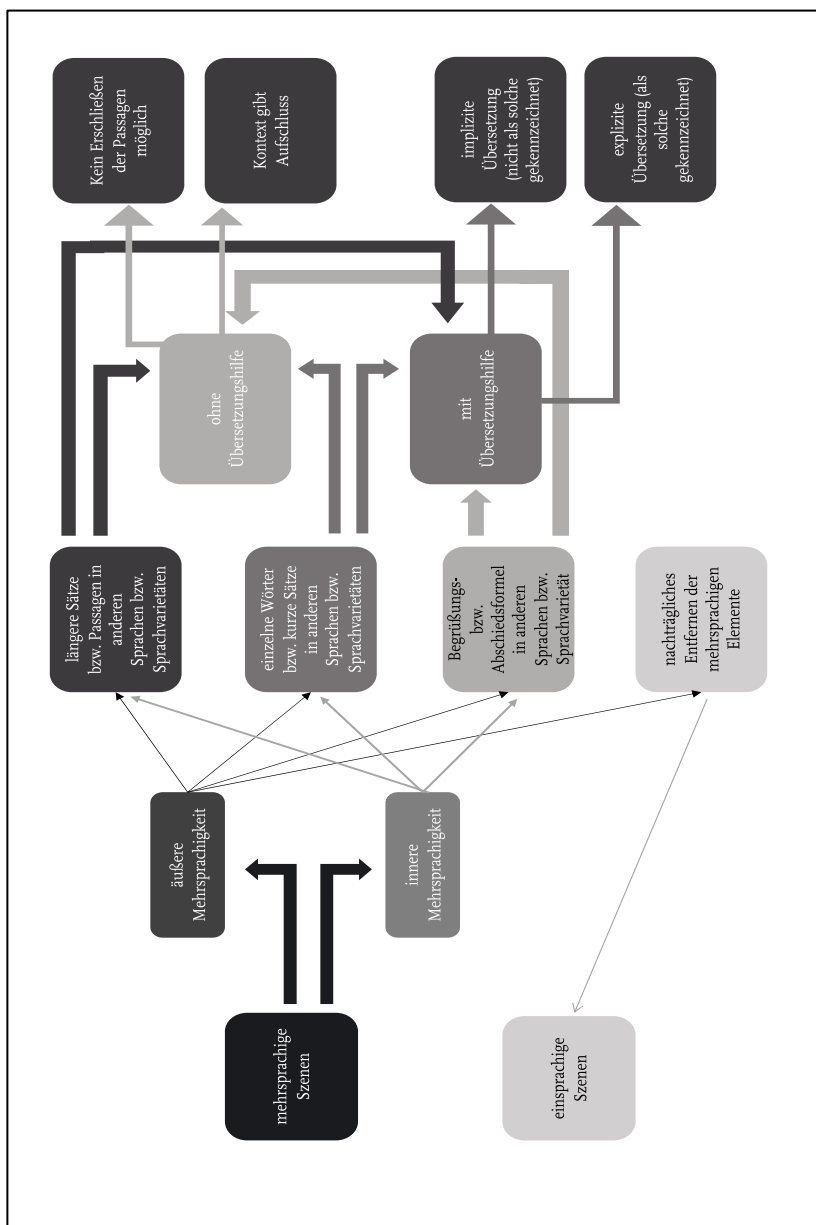 mehrsprachige
Szenen
einsprachige
Szenen
äußere
Mehrsprachigkeit
innere
Mehrsprachigkeit
längere Sätze
bzw. Passagen in
anderen
Sprachen bzw.
Sprachvarietäten
einzelne Wörter
bzw. kurze Sätze
in anderen
Sprachen bzw.
Sprachvarietäten
Begrüßungs-
bzw.
Abschiedsformel
in anderen
Sprachen bzw.
Sprachvarietät
nachträgliches
Entfernen der
mehrsprachigen
Elemente
ohne
Übersetzungshilfe
mit
Übersetzungshilfe
Kein Erschließen
der Passagen
möglich
Kontext gibt
Aufschluss
implizite
Übersetzung
(nicht als solche
gekennzeichnet)
explizite
Übersetzung (als
solche
gekennzeichnet)